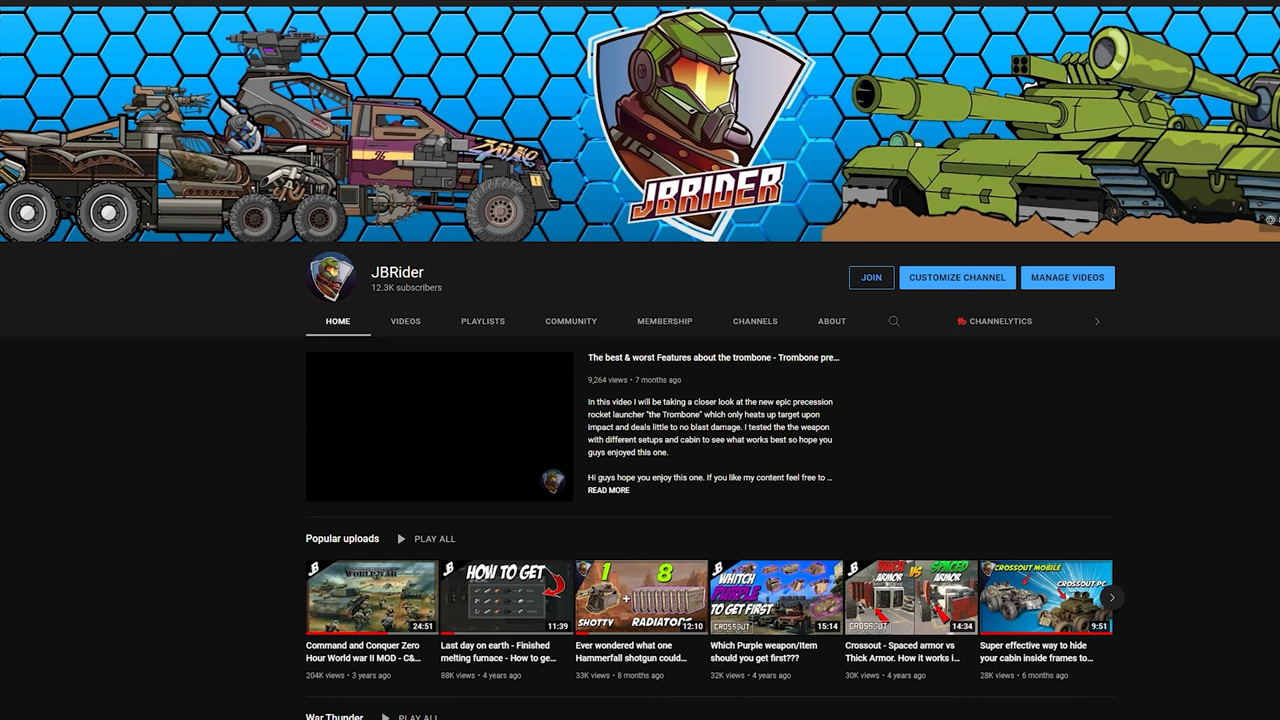 JBRIDER
JBRider
12.3K subscribers
JOIN
CUSTOMIZE CHANNEL
MANAGE VIDEOS
HOME
VIDEOS
PLAYLISTS
COMMUNITY
MEMBERSHIP
CHANNELS
ABOUT
CHANNELYTICS
The best & worst Features about the trombone - Trombone pre...
9,264 views • 7 months ago
In this video I will be taking a closer look at the new epic precession
rocket launcher "the Trombone" which only heats up target upon
impact and deals little to no blast damage. I tested the the weapon
with different setups and cabin to see what works best so hope you
guys enjoyed this one.
Hi guys hope you enjoy this one. If you like my content feel free to ...
READ MORE
Popular uploads
PLAY ALL
WORLD WAR
24:51
HOW TO GET
11:39
1
8
+
SHOTTY
RADIATORS
12:10
WHITCH
PURPLE
TO GET FIRST
CROSSOUT
15:14
THICK
ARMOR
VS
SPACED
ARMOR
CROSSOUT
14:34
CROSSOUT MOBILE
CROSSOUT PC
9:51
Command and Conquer Zero
Hour World war II MOD - C&...
204K views • 3 years ago
Last day on earth - Finished
melting furnace - How to ge...
88K views • 4 years ago
Ever wondered what one
Hammerfall shotgun could...
33K views • 8 months ago
Which Purple weapon/Item
should you get first???
32K views • 4 years ago
Crossout - Spaced armor vs
Thick Armor. How it works i...
30K views • 4 years ago
Super effective way to hide
your cabin inside frames to...
28K views • 6 months ago
War Thunder
PLAY ALL